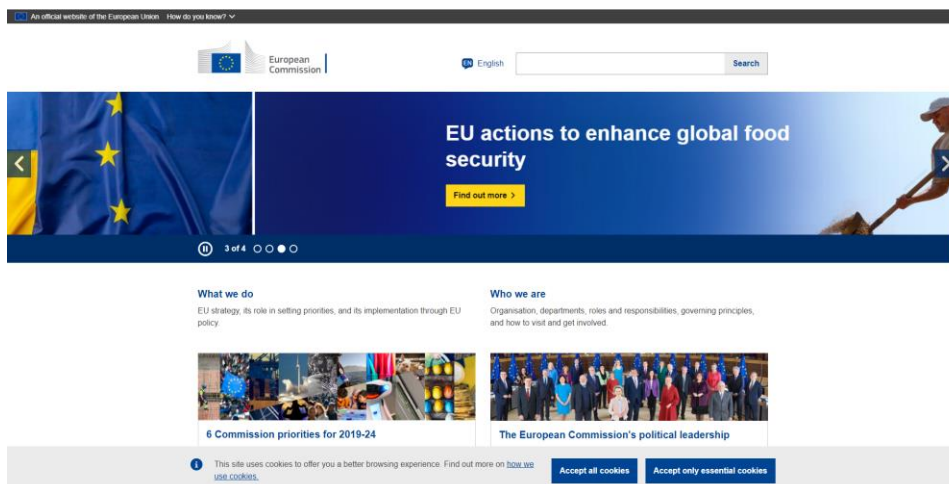 An official website of the European Union How do you know?
European
Commission
EN English
Search
EU actions to enhance global food
security
Find out more
3 of 4
What we do
EU strategy, its role in setting priorities, and its implementation through EU
policy.
Who we are
Organisation, departments, roles and responsibilities, governing principles,
and how to visit and get involved.
6 Commission priorities for 2019-24
The European Commission's political leadership
This site uses cookies to offer you a better browsing experience. Find out more on how we
use cookies.
Accept all cookies
Accept only essential cookies